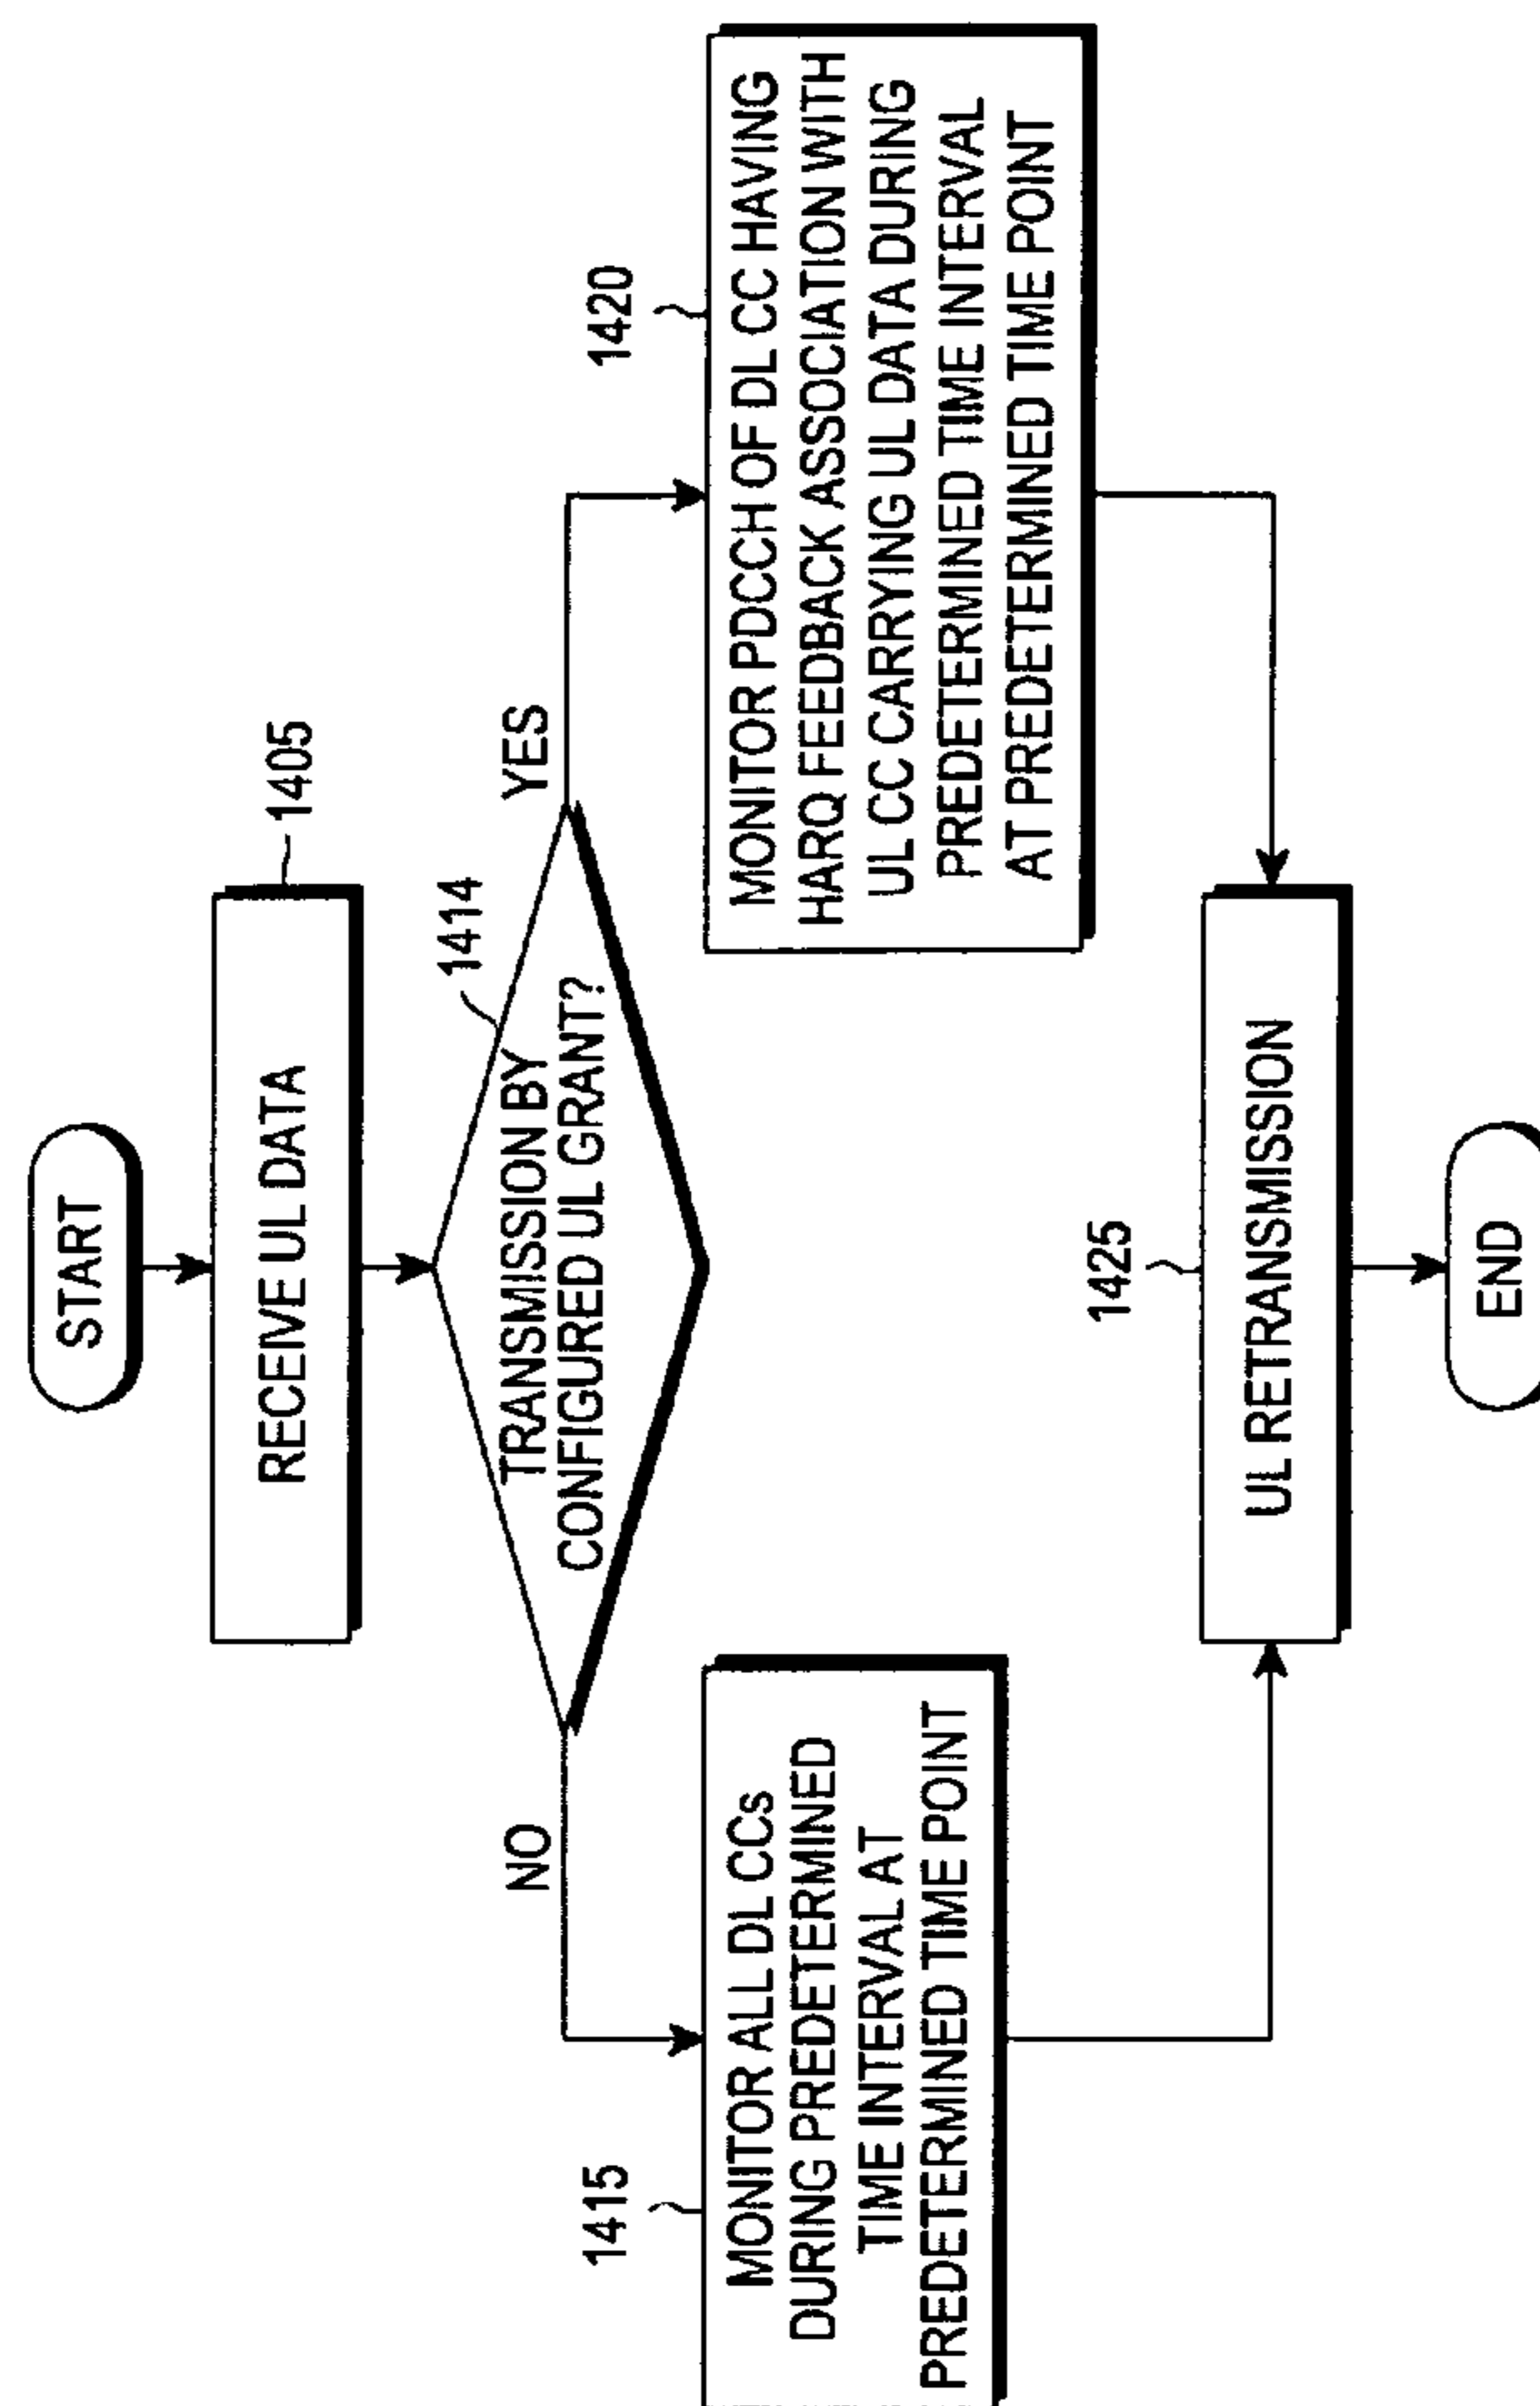 START
RECEIVE UL DATA
1405
TRANSMISSION BY
CONFIGURED UL GRANT?
1414
NO
YES
1415
MONITOR ALL DL CCs
DURING PREDETERMINED
TIME INTERVAL AT
PREDETERMINED TIME POINT
1420
MONITOR PDCCH OF DL CC HAVING
HARQ FEEDBACK ASSOCIATION WITH
UL CC CARRYING UL DATA DURING
PREDETERMINED TIME INTERVAL
AT PREDETERMINED TIME POINT
1425
UL RETRANSMISSION
END